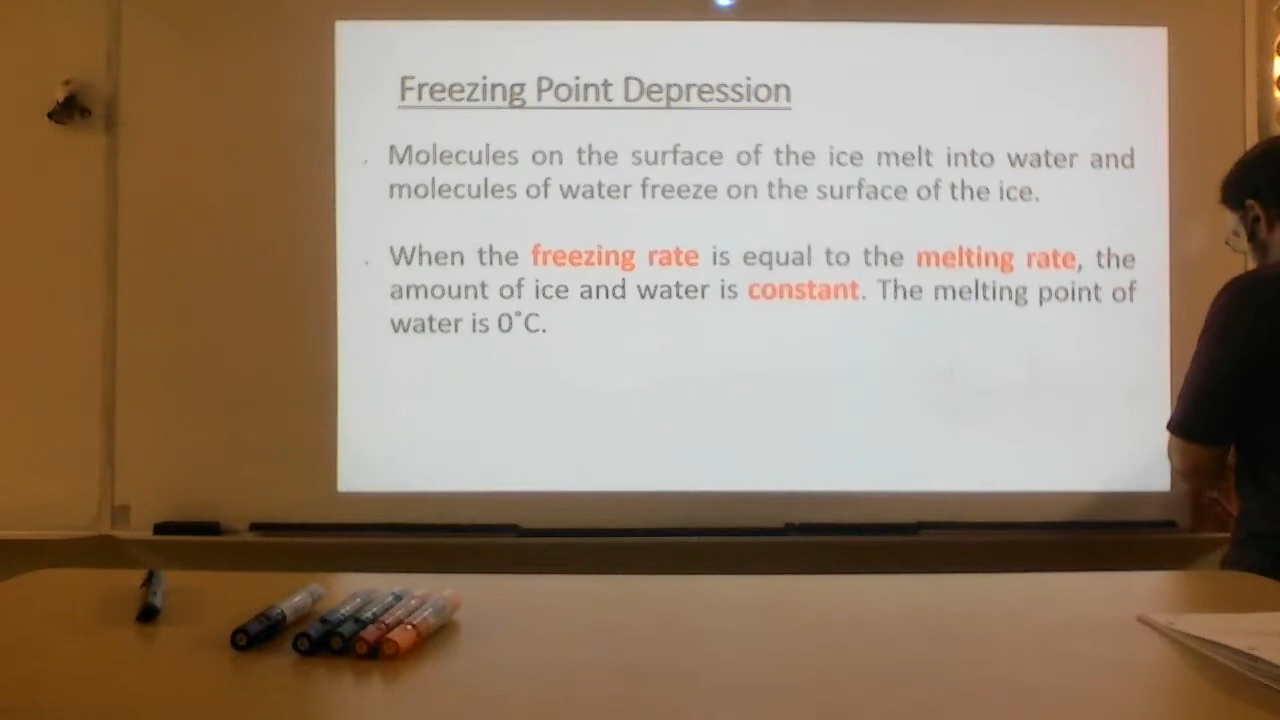 Freezing Point Depression
Molecules on the surface of the ice melt into water and
molecules of water freeze on the surface of the ice.
When the freezing rate is equal to the melting rate, the
amount of ice and water is constant. The melting point of
water is 0˚C.